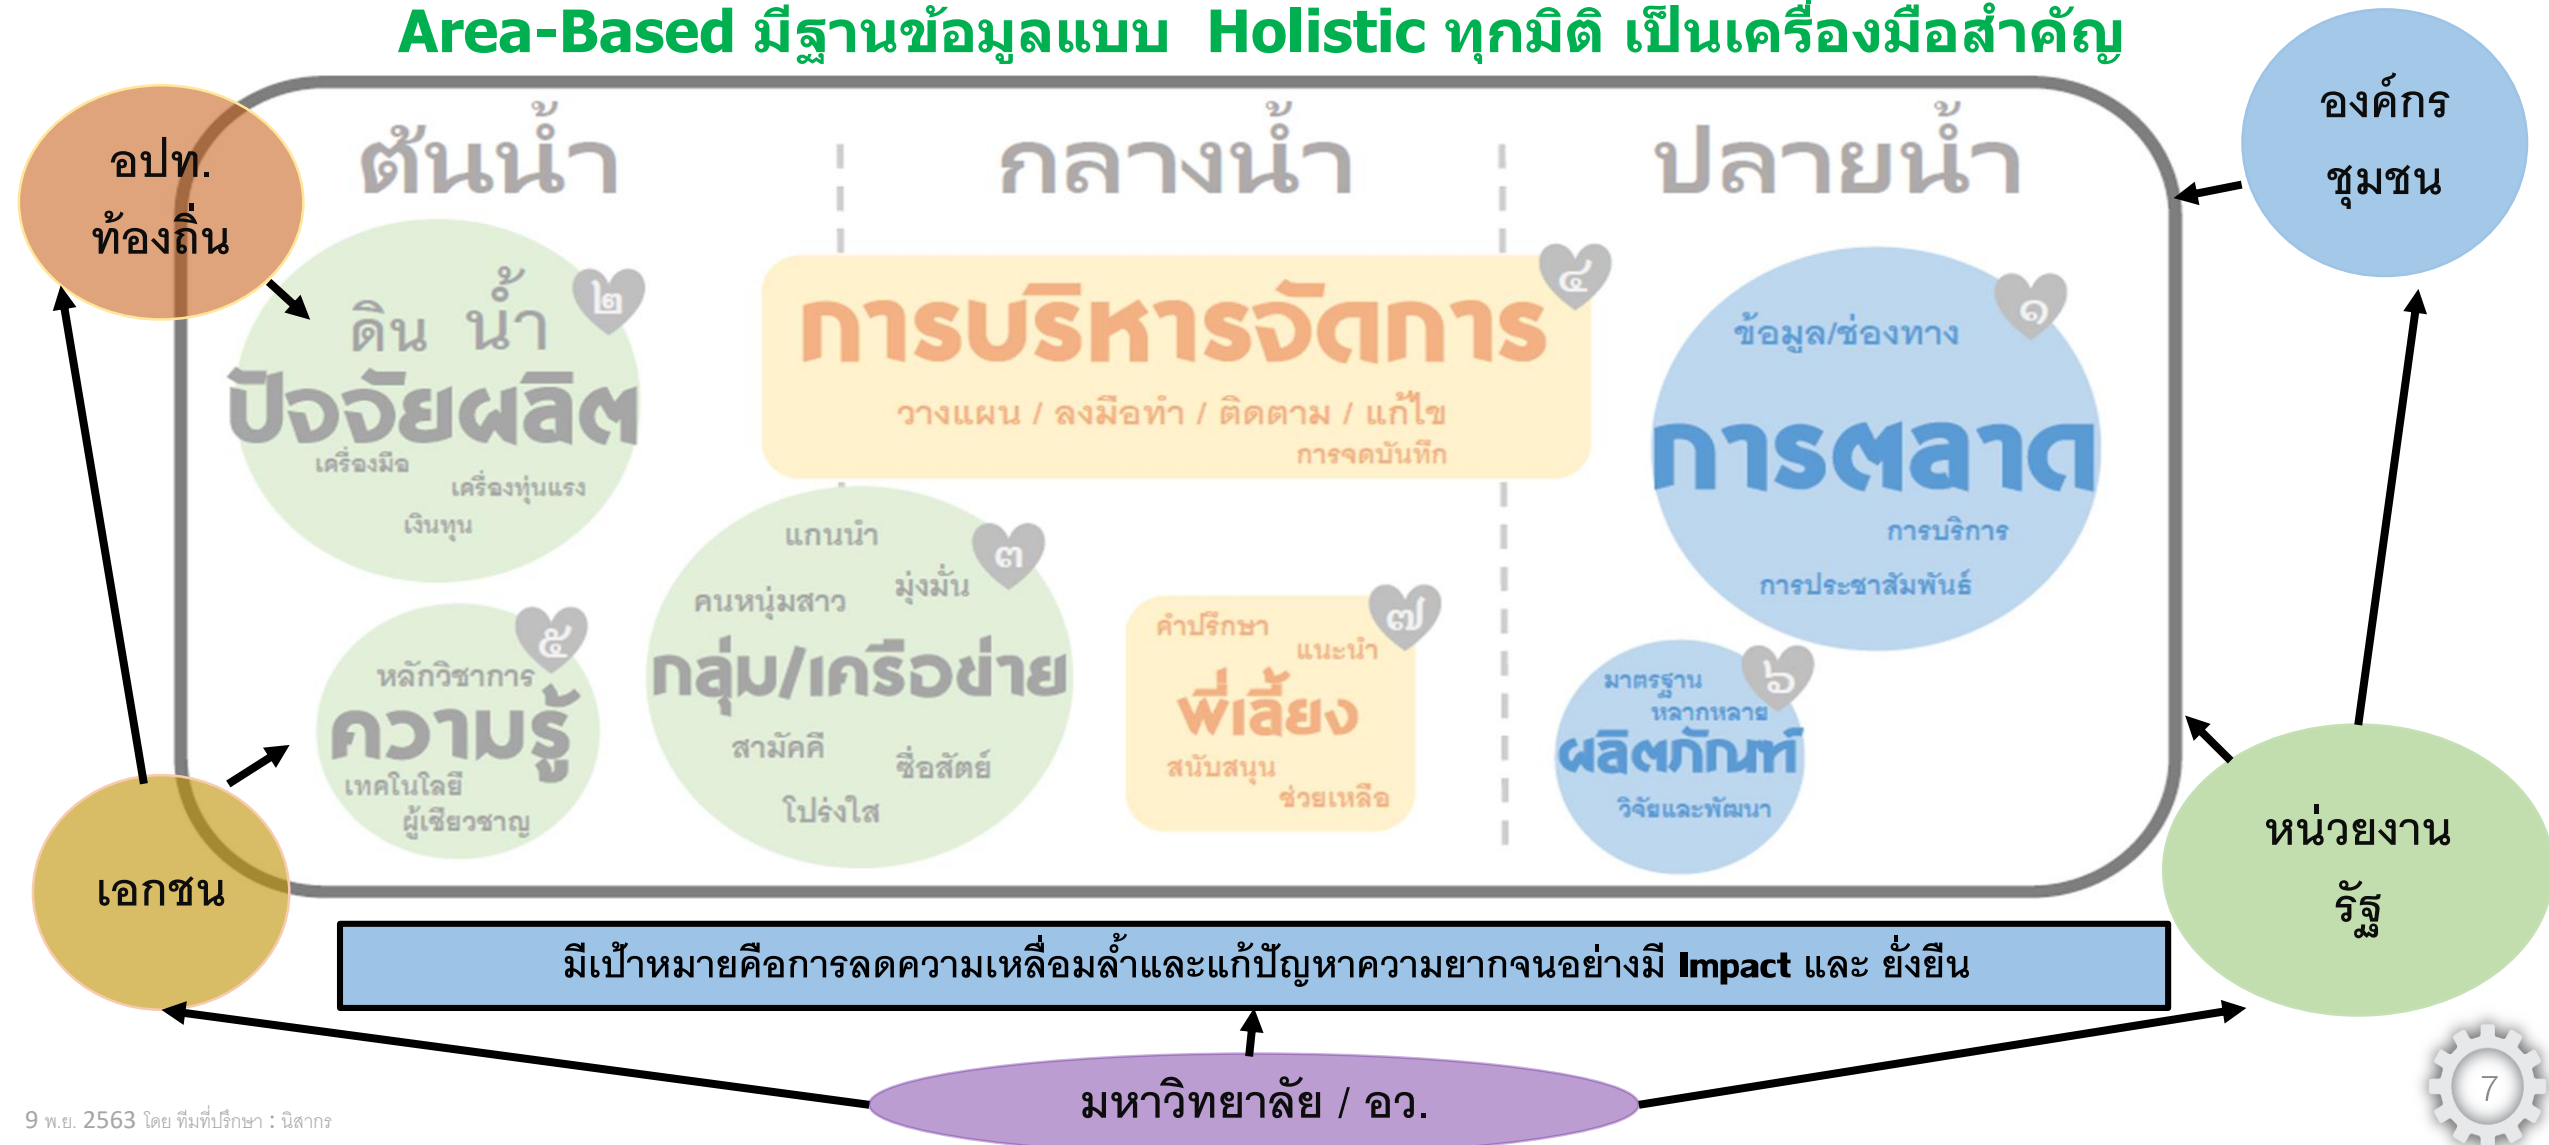 Area-Based มีฐานข้อมูลแบบ Holistic ทุกมิติ เป็นเครื่องมือสำคัญ
อปท.
ท้องถิ่น
องค์กร
ชุมชน
ต้นน้ำ
กลางน้ำ
ปลายน้ำ
ดิน น้ำ
๒
ปัจจัยผลิต
เครื่องมือ
เครื่องทุ่นแรง
เงินทุน
การบริหารจัดการ
๔
วางแผน / ลงมือทำ / ติดตาม / แก้ไข
การจดบันทึก
ข้อมูล/ช่องทาง
๑
การตลาด
การบริการ
การประชาสัมพันธ์
๕
หลักวิชาการ
ความรู้
เทคโนโลยี
ผู้เชียวชาญ
แกนนำ
๓
คนหนุ่มสาว
มุ่งมั่น
กลุ่ม/เครือข่าย
สามัคคี
ซื่อสัตย์
โปร่งใส
คำปรึกษา
๗
แนะนำ
พี่เลี้ยง
สนับสนุน
ช่วยเหลือ
มาตรฐาน
๖
หลากหลาย
ผลิตภัณฑ์
วิจัยและพัฒนา
เอกชน
หน่วยงาน
รัฐ
มีเป้าหมายคือการลดความเหลื่อมล้ำและแก้ปัญหาความยากจนอย่างมี Impact และ ยั่งยืน
มหาวิทยาลัย / อว.
9 พ.ย. 2563 โดย ทีมที่ปรึกษา : นิสากร
7